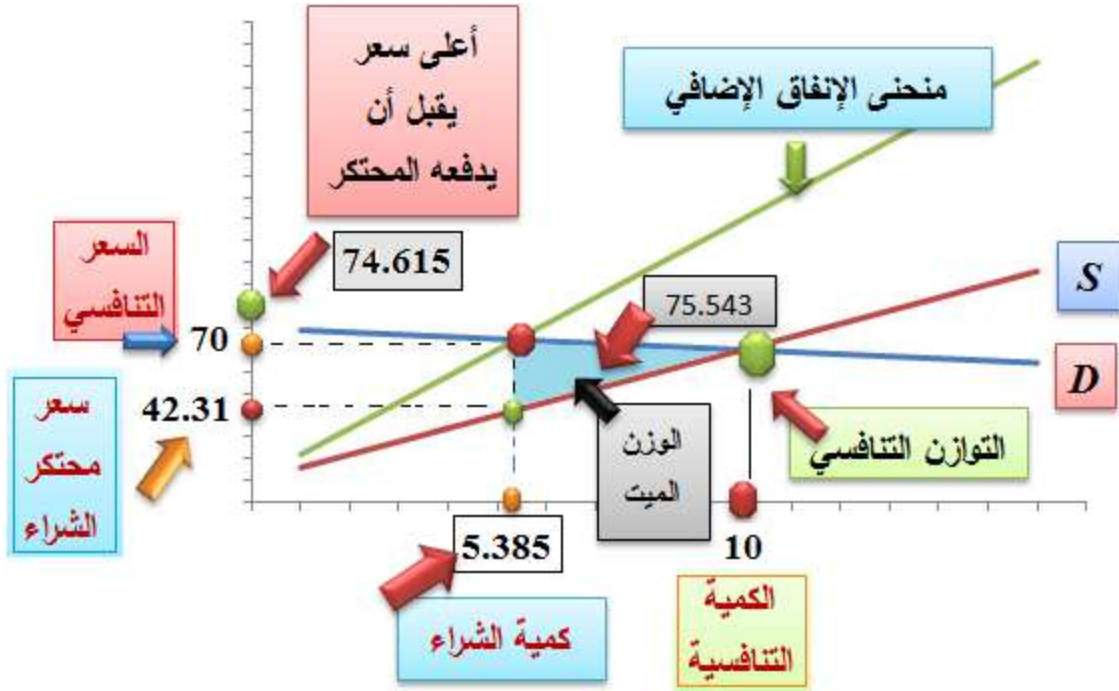 أعلى سعر
يقبل أن
يدفعه المحتكر
منحنى الإنفاق الإضافي
74.615
السعر
التنافسي
75.543
S
70
D
سعر
محتكر
الشراء
42.31
الوزن
الميت
التوازن التنافسي
5.385
10
كمية الشراء
الكمية
التنافسية